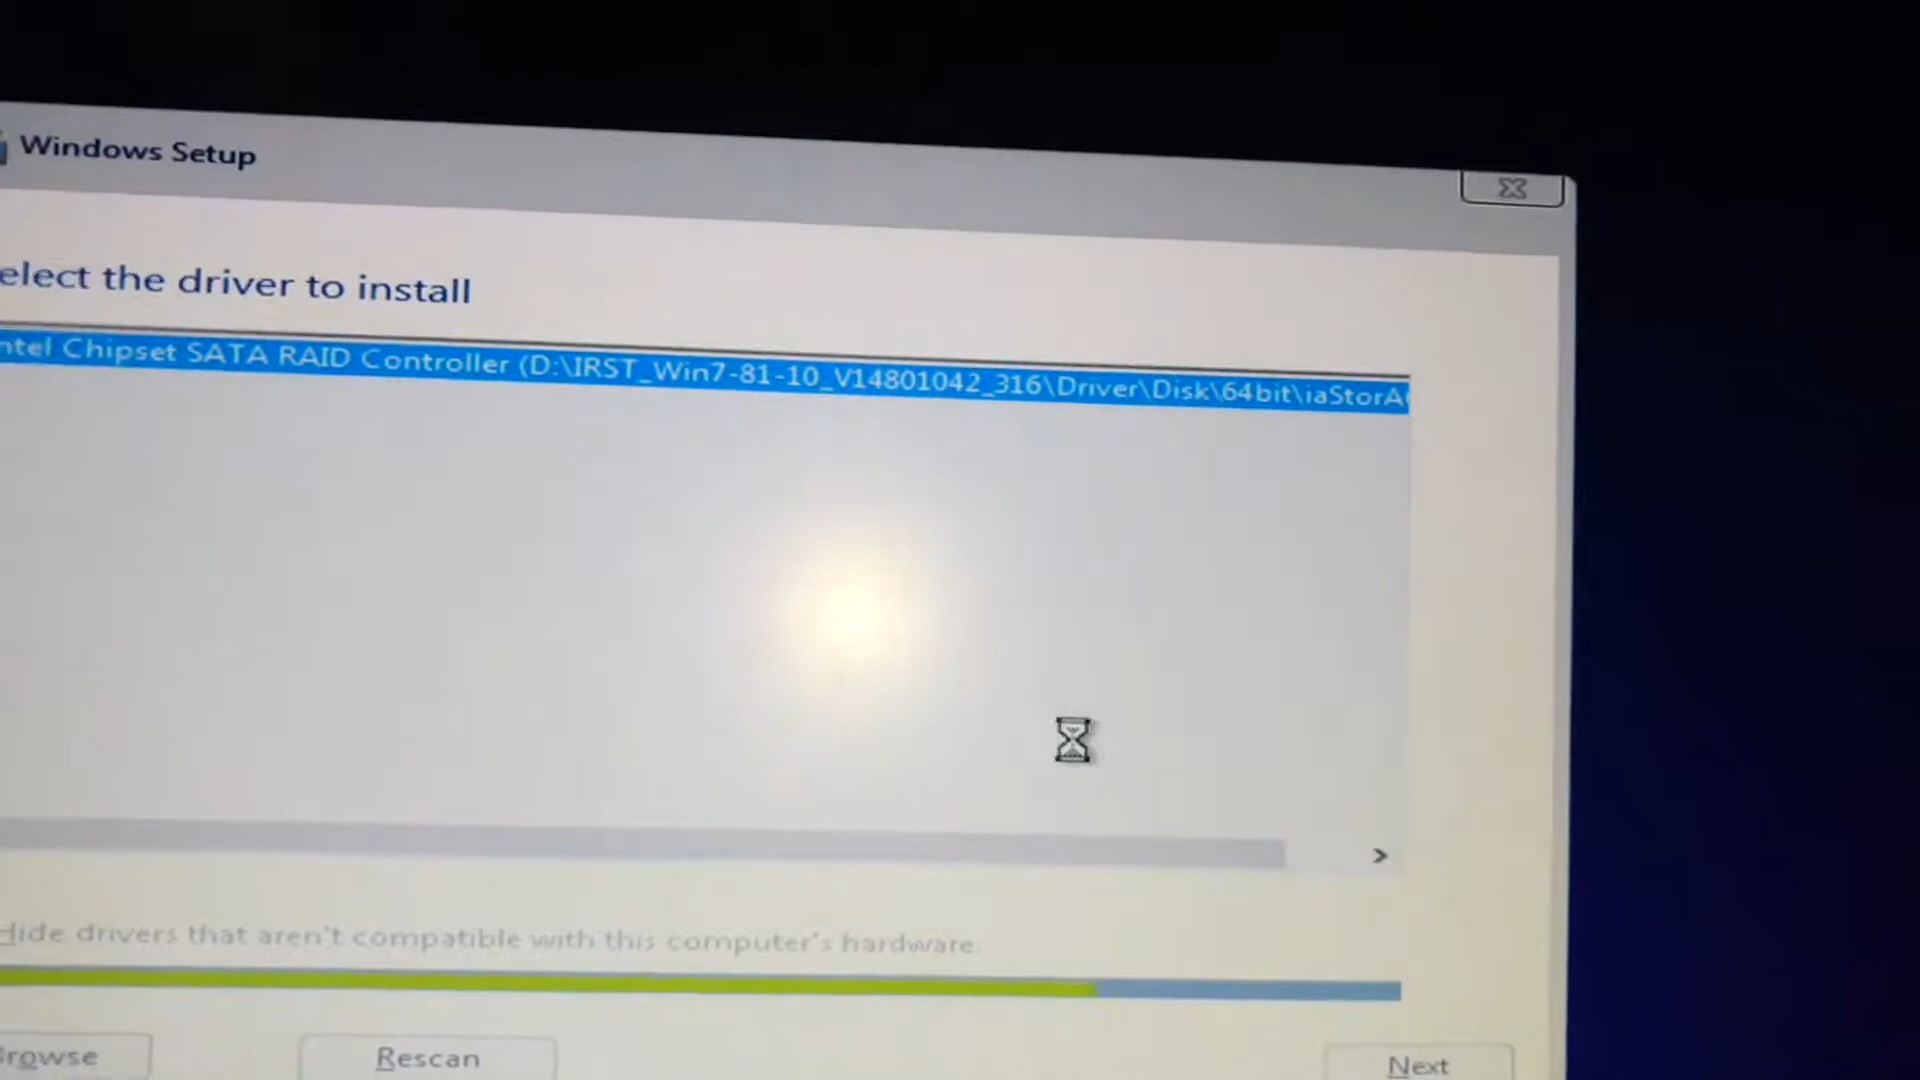 Windows Setup
elect the driver to install
ntel Chipset SATA RAID Controller (D:\IRST_Win7-81-10_V14801042_316\Driver\Disk\64bit\iaStorA
Hide drivers that aren't compatible with this computer's hardware.
Browse
Rescan
Next